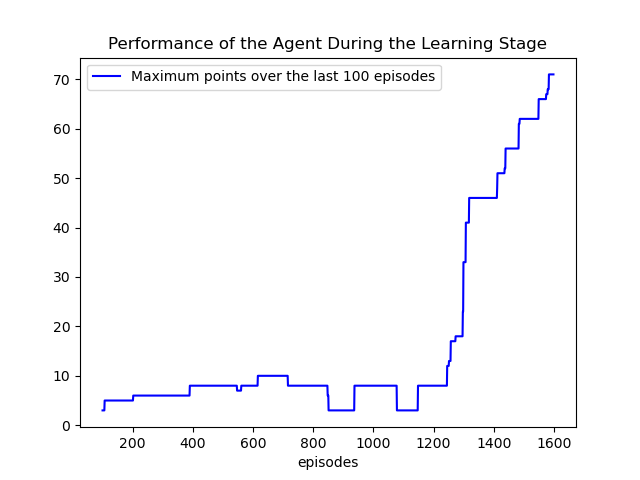 Performance of the Agent During the Learning Stage
Maximum points over the last 100 episodes
70
60
50
40
30
20
10
0
200 400 600 800 1000 1200 1400 1600
episodes